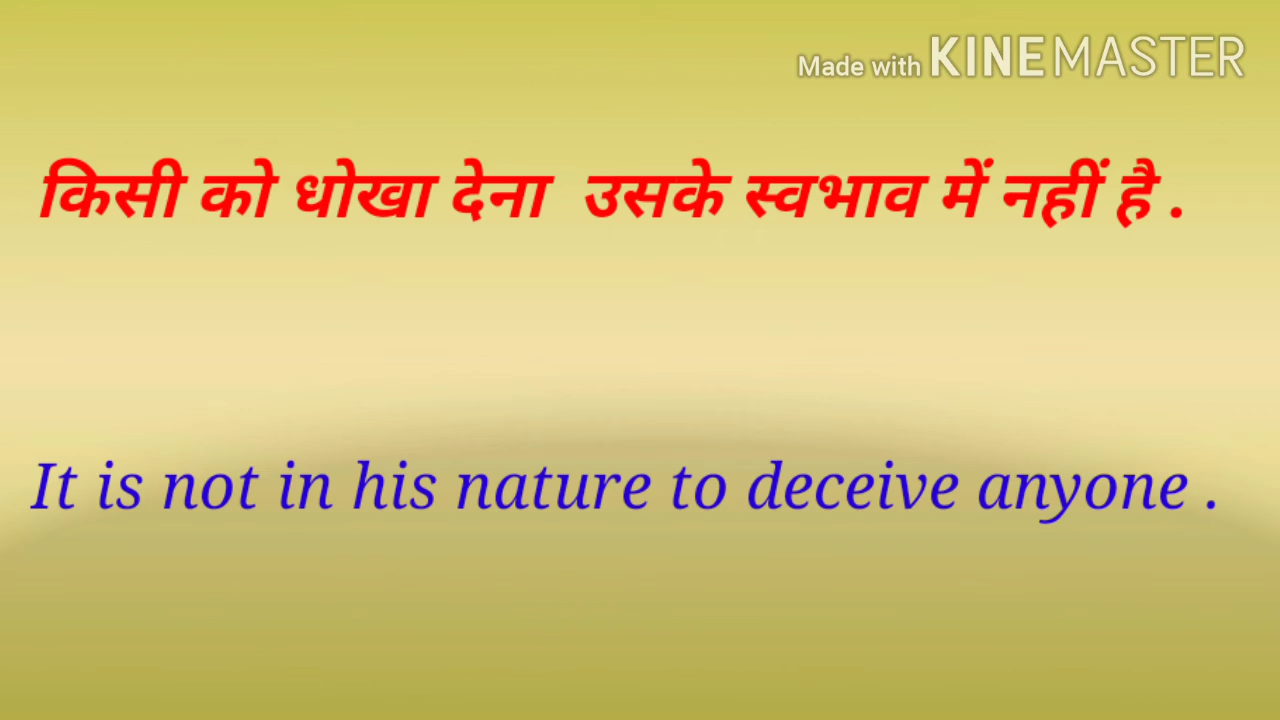 Made with KINEMASTER
किसी को धोखा देना उसके स्वभाव में नहीं है .
It is not in his nature to deceive anyone .